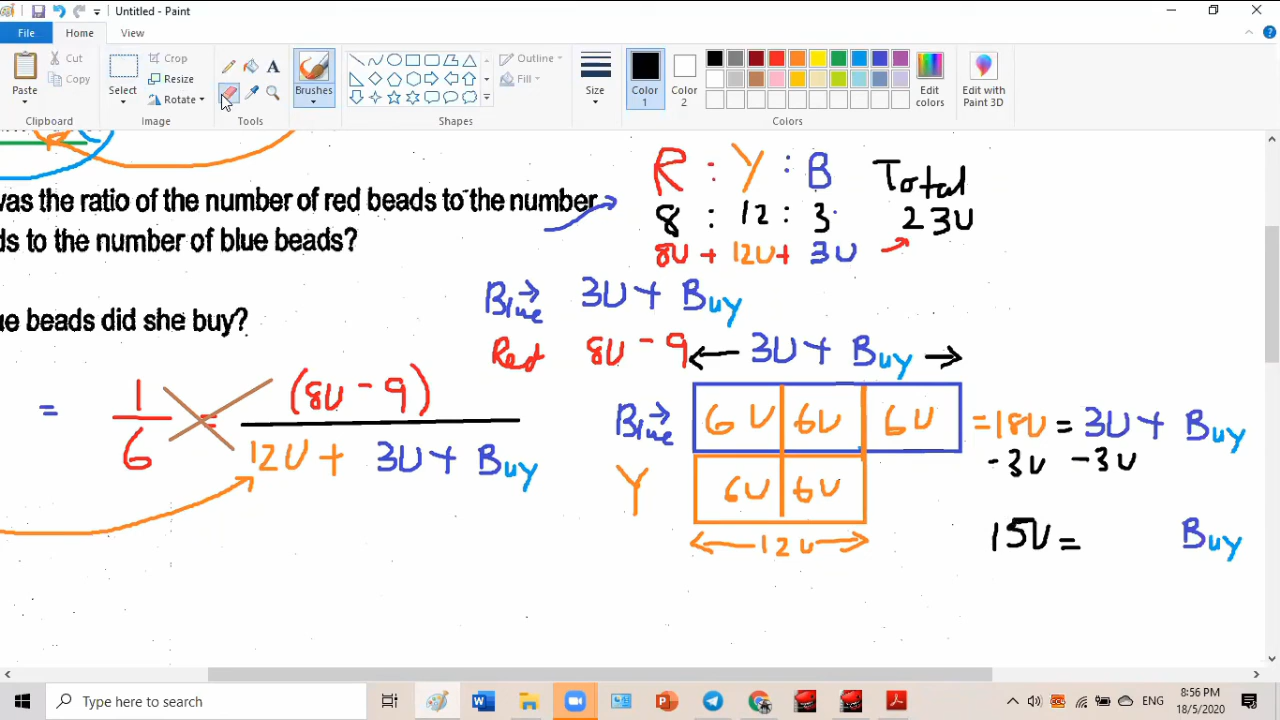 Untitled - Paint
File Home View
Paste Cut Copy Clipboard
Select Crop Resize Rotate Image
Tools
Brushes
Outline Fill Shapes
Size
Color 1 Color 2 Edit colors Edit with Paint 3D Colors
R : Y : B Total
was the ratio of the number of red beads to the number
8 : 12 : 3 23U
ds to the number of blue beads?
8U + 12U + 3U
Blue → 3U + Buy
ue beads did she buy?
Red 8U - 9 3U + Buy
= 1/6 = (8U - 9) / 12U + 3U + Buy
Blue → 6U 6U 6U = 18U = 3U + Buy
-3U -3U
Y 6U 6U
12U
15U = Buy
Type here to search ENG 8:56 PM
18/5/2020